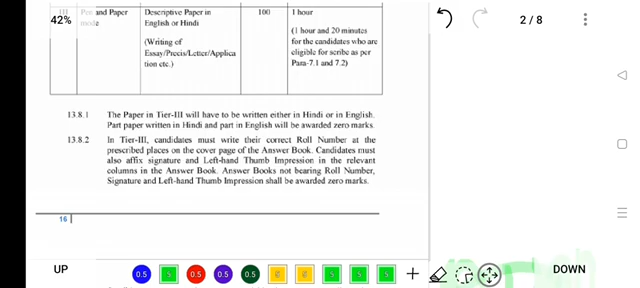 III Pen and Paper mode Descriptive Paper in English or Hindi 100 1 hour
(Writing of Essay/Precis/Letter/Application etc.)
(1 hour and 20 minutes for the candidates who are eligible for scribe as per Para-7.1 and 7.2)
42%
2 / 8
13.8.1 The Paper in Tier-III will have to be written either in Hindi or in English.
Part paper written in Hindi and part in English will be awarded zero marks.
13.8.2 In Tier-III, candidates must write their correct Roll Number at the
prescribed places on the cover page of the Answer Book. Candidates must
also affix signature and Left-hand Thumb Impression in the relevant
columns in the Answer Book. Answer Books not bearing Roll Number,
Signature and Left-hand Thumb Impression shall be awarded zero marks.
16
UP 0.5 5 0.5 0.5 0.5 5 5 5 DOWN